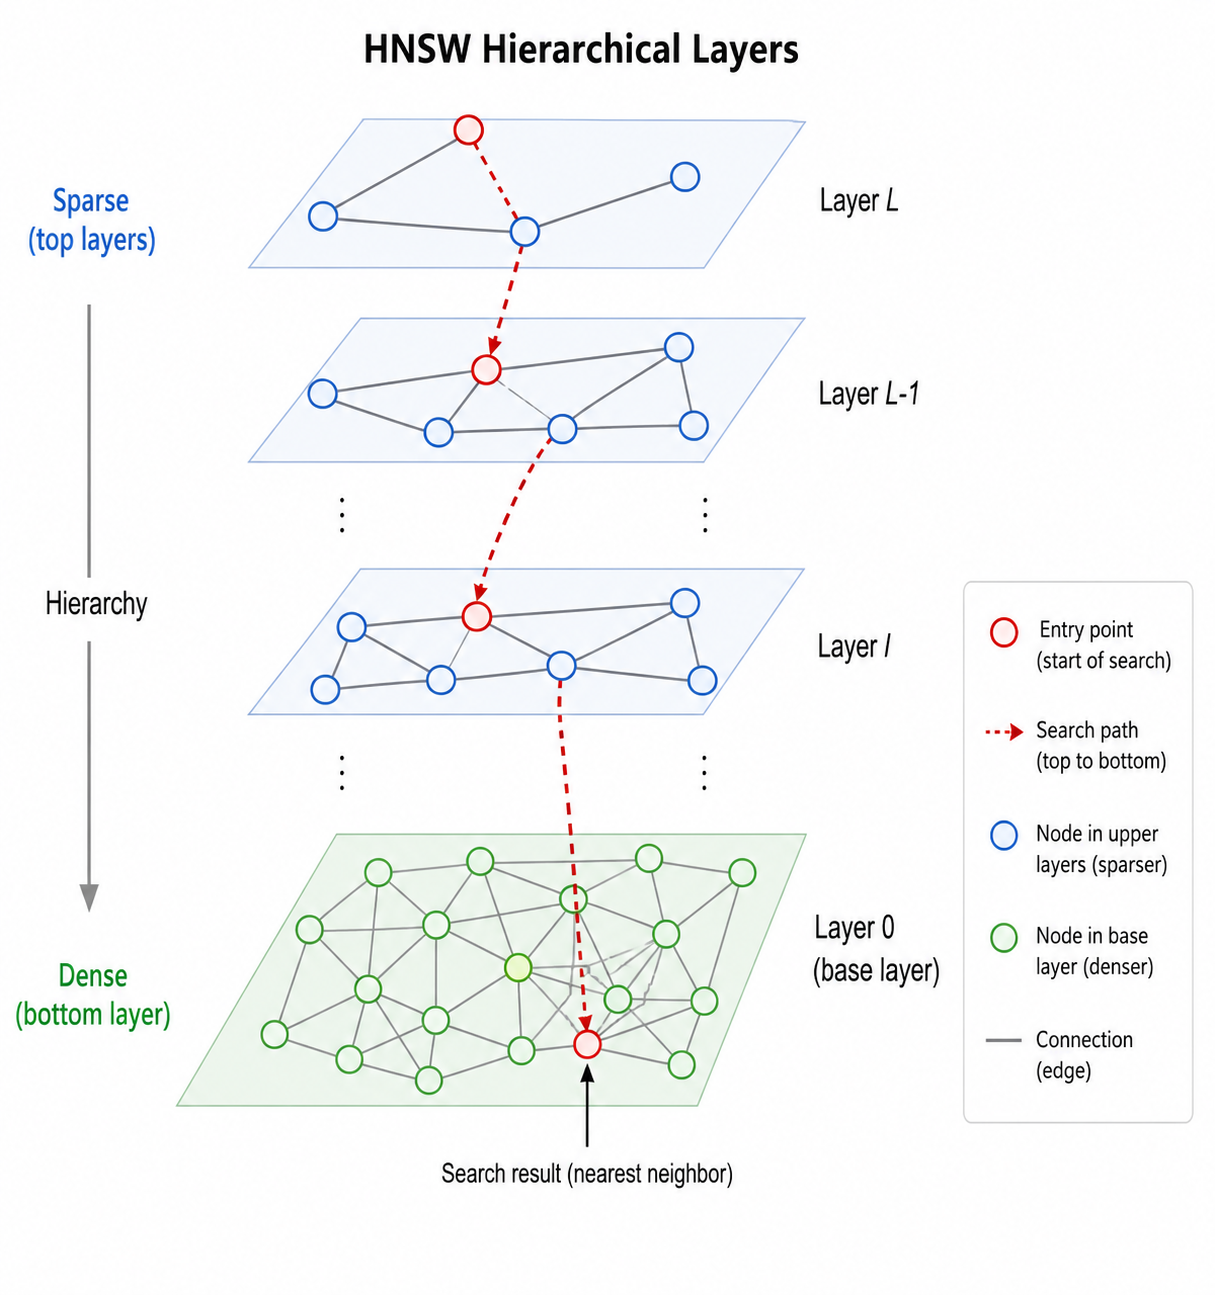 HNSW Hierarchical Layers
Sparse
(top layers)
Layer L
Layer L-1
Hierarchy
Layer l
Dense
(bottom layer)
Layer 0
(base layer)
Search result (nearest neighbor)
Entry point
(start of search)
Search path
(top to bottom)
Node in upper
layers (sparser)
Node in base
layer (denser)
Connection
(edge)